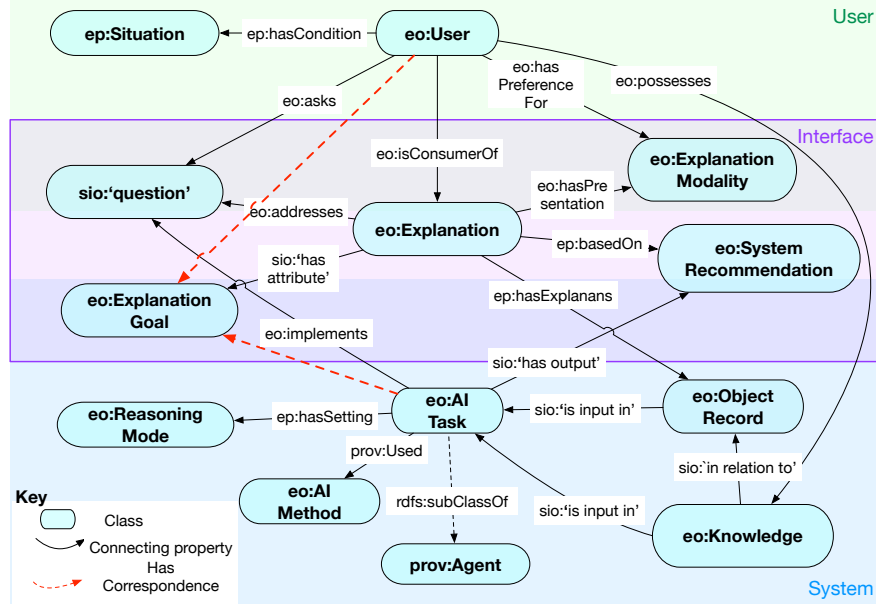 User
ep:Situation
ep:hasCondition
eo:User
eo:has
Preference
For
eo:possesses
eo:asks
Interface
eo:isConsumerOf
eo:Explanation
Modality
sio:‘question’
eo:hasPre
sentation
eo:addresses
eo:Explanation
ep:basedOn
eo:System
Recommendation
sio:‘has
attribute’
ep:hasExplanans
eo:Explanation
Goal
eo:implements
sio:‘has output’
eo:AI
Task
sio:‘is input in’
eo:Object
Record
eo:Reasoning
Mode
ep:hasSetting
prov:Used
sio:`in relation to’
eo:AI
Method
rdfs:subClassOf
sio:‘is input in’
eo:Knowledge
prov:Agent
Key
Class
Connecting property
Has
Correspondence
System